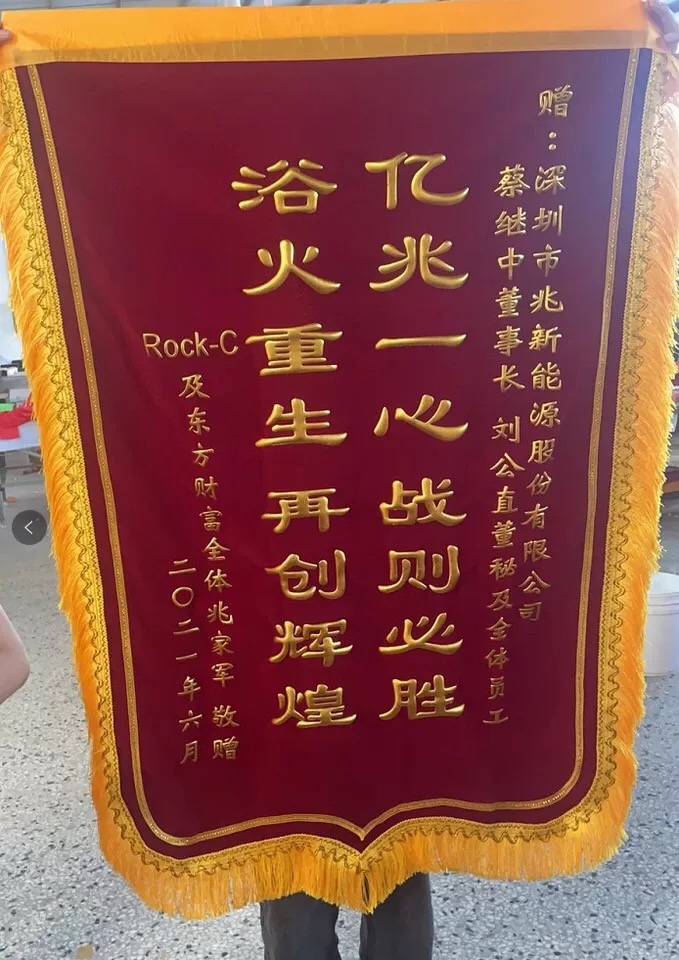 赠：深圳市兆新能源股份有限公司
蔡继中董事长 刘公直董秘及全体员工
亿兆一心 战则必胜
浴火重生 再创辉煌
Rock-C
及东方财富全体兆家军 敬赠
二〇二一年六月